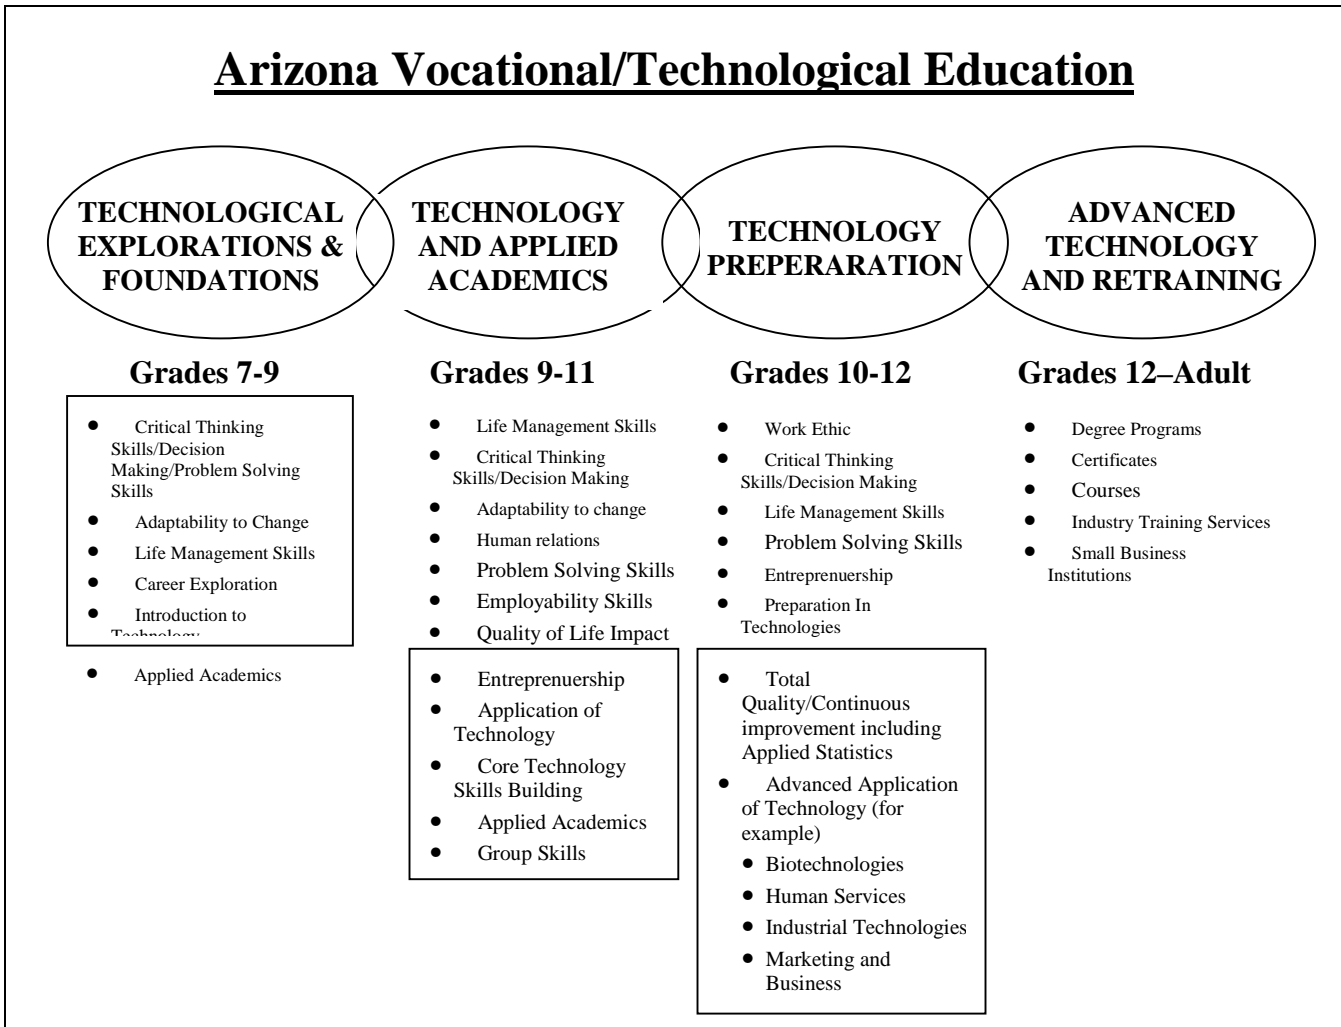 Arizona Vocational/Technological Education
TECHNOLOGICAL
EXPLORATIONS &
FOUNDATIONS
TECHNOLOGY
AND APPLIED
ACADEMICS
TECHNOLOGY
PREPERARATION
ADVANCED
TECHNOLOGY
AND RETRAINING
Grades 7-9
● Critical Thinking
Skills/Decision
Making/Problem Solving
Skills
● Adaptability to Change
● Life Management Skills
● Career Exploration
● Introduction to
Technology
● Applied Academics
Grades 9-11
● Life Management Skills
● Critical Thinking
Skills/Decision Making
● Adaptability to change
● Human relations
● Problem Solving Skills
● Employability Skills
● Quality of Life Impact
● Entreprenuership
● Application of
Technology
● Core Technology
Skills Building
● Applied Academics
● Group Skills
Grades 10-12
● Work Ethic
● Critical Thinking
Skills/Decision Making
● Life Management Skills
● Problem Solving Skills
● Entreprenuership
● Preparation In
Technologies
● Total
Quality/Continuous
improvement including
Applied Statistics
● Advanced Application
of Technology (for
example)
● Biotechnologies
● Human Services
● Industrial Technologies
● Marketing and
Business
Grades 12–Adult
● Degree Programs
● Certificates
● Courses
● Industry Training Services
● Small Business
Institutions